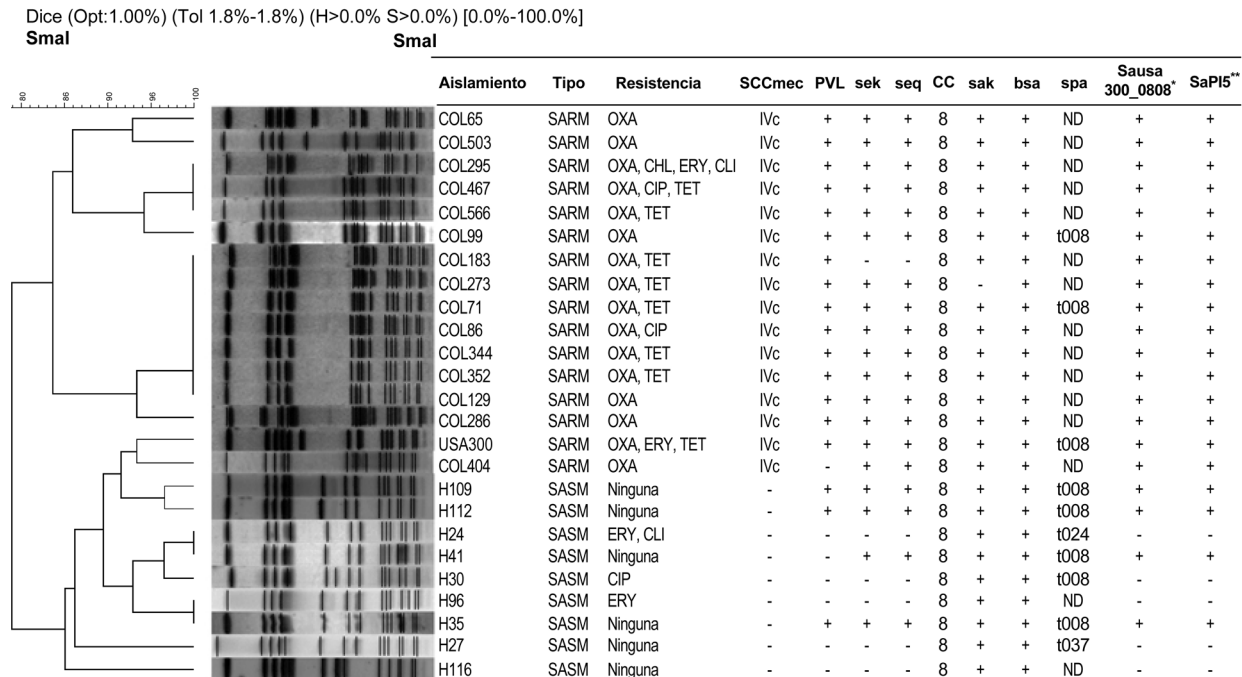 Dice (Opt:1.00%) (Tol 1.8%-1.8%) (H>0.0% S>0.0%) [0.0%-100.0%]
SmaI SmaI
Aislamiento Tipo Resistencia SCCmec PVL sek seq CC sak bsa spa Sausa 300_0808* SaPI5**
80 86 90 96 100
COL65 SARM OXA IVc + + + 8 + + ND + +
COL503 SARM OXA IVc + + + 8 + + ND + +
COL295 SARM OXA, CHL, ERY, CLI IVc + + + 8 + + ND + +
COL467 SARM OXA, CIP, TET IVc + + + 8 + + ND + +
COL566 SARM OXA, TET IVc + + + 8 + + ND + +
COL99 SARM OXA IVc + + + 8 + + t008 + +
COL183 SARM OXA, TET IVc + - - 8 + + ND + +
COL273 SARM OXA, TET IVc + + + 8 - + ND + +
COL71 SARM OXA, TET IVc + + + 8 + + t008 + +
COL86 SARM OXA, CIP IVc + + + 8 + + ND + +
COL344 SARM OXA, TET IVc + + + 8 + + ND + +
COL352 SARM OXA, TET IVc + + + 8 + + ND + +
COL129 SARM OXA IVc + + + 8 + + ND + +
COL286 SARM OXA IVc + + + 8 + + ND + +
USA300 SARM OXA, ERY, TET IVc + + + 8 + + t008 + +
COL404 SARM OXA IVc - + + 8 + + ND + +
H109 SASM Ninguna - + + + 8 + + t008 + +
H112 SASM Ninguna - + + + 8 + + t008 + +
H24 SASM ERY, CLI - - - - 8 + + t024 - -
H41 SASM Ninguna - - + + 8 + + t008 + +
H30 SASM CIP - - - - 8 + + t008 - -
H96 SASM ERY - - - - 8 + + ND - -
H35 SASM Ninguna - + + + 8 + + t008 + +
H27 SASM Ninguna - - - - 8 + + t037 - -
H116 SASM Ninguna - - - - 8 + + ND - -